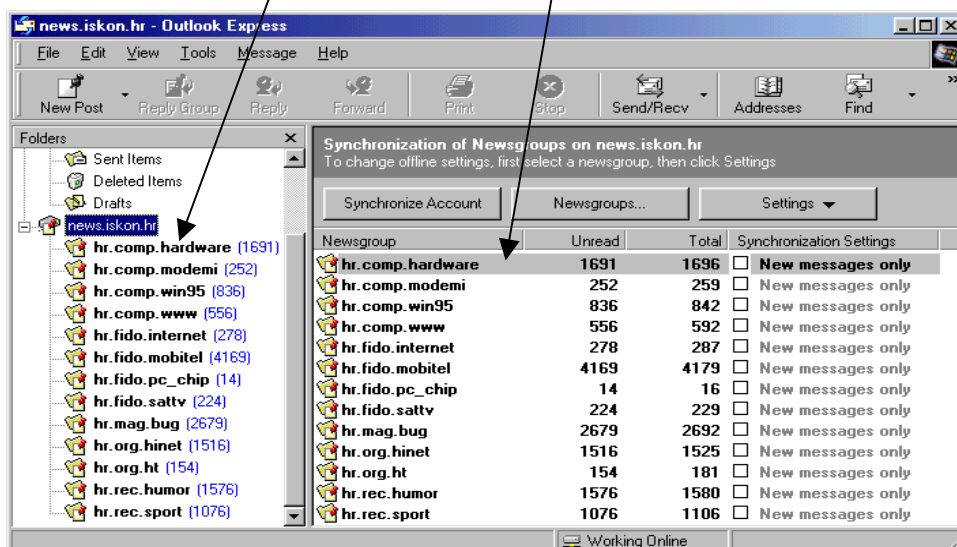 news.iskon.hr - Outlook Express
File Edit View Tools Message Help
New Post Reply Group Reply Forward Print Stop Send/Recv Addresses Find »
Folders ×
Sent Items
Deleted Items
Drafts
news.iskon.hr
hr.comp.hardware (1691)
hr.comp.modemi (252)
hr.comp.win95 (836)
hr.comp.www (556)
hr.fido.internet (278)
hr.fido.mobitel (4169)
hr.fido.pc_chip (14)
hr.fido.sattv (224)
hr.mag.bug (2679)
hr.org.hinet (1516)
hr.org.ht (154)
hr.rec.humor (1576)
hr.rec.sport (1076)
Synchronization of Newsgroups on news.iskon.hr
To change offline settings, first select a newsgroup, then click Settings
Synchronize Account Newsgroups... Settings
Newsgroup Unread Total Synchronization Settings
hr.comp.hardware 1691 1696 New messages only
hr.comp.modemi 252 259 New messages only
hr.comp.win95 836 842 New messages only
hr.comp.www 556 592 New messages only
hr.fido.internet 278 287 New messages only
hr.fido.mobitel 4169 4179 New messages only
hr.fido.pc_chip 14 16 New messages only
hr.fido.sattv 224 229 New messages only
hr.mag.bug 2679 2692 New messages only
hr.org.hinet 1516 1525 New messages only
hr.org.ht 154 181 New messages only
hr.rec.humor 1576 1580 New messages only
hr.rec.sport 1076 1106 New messages only
Working Online